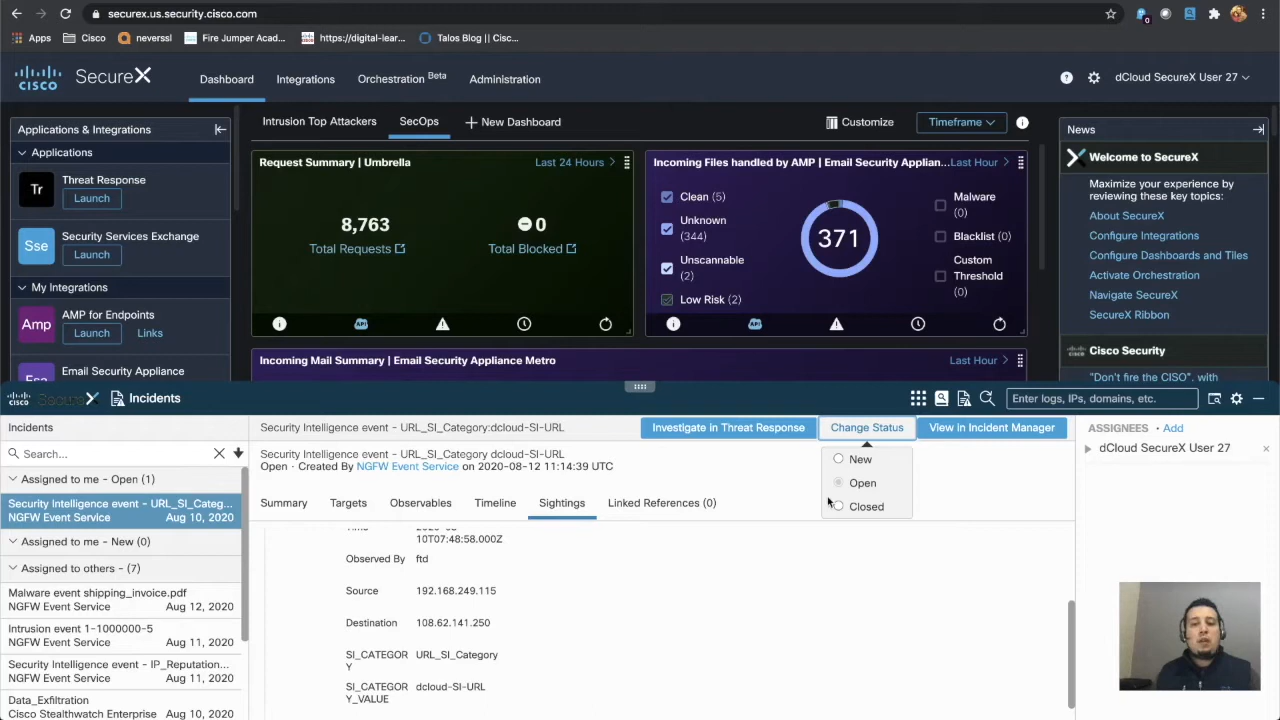 securex.us.security.cisco.com
Apps
Cisco
neverssl
Fire Jumper Acad...
https://digital-lear...
Talos Blog || Cisc...
CISCO
SecureX
Dashboard
Integrations
Orchestration Beta
Administration
dCloud SecureX User 27
Applications & Integrations
Applications
Tr
Threat Response
Launch
Sse
Security Services Exchange
Launch
My Integrations
Amp
AMP for Endpoints
Launch
Links
Esa
Email Security Appliance
Intrusion Top Attackers
SecOps
New Dashboard
Customize
Timeframe
Request Summary | Umbrella
Last 24 Hours
8,763
Total Requests
0
Total Blocked
API
Incoming Files handled by AMP | Email Security Applian...
Last Hour
Clean (5)
Unknown
(344)
Unscannable
(2)
Low Risk (2)
371
Malware
(0)
Blacklist (0)
Custom
Threshold
(0)
API
Incoming Mail Summary | Email Security Appliance Metro
Last Hour
News
Welcome to SecureX
Maximize your experience by
reviewing these key topics:
About SecureX
Configure Integrations
Configure Dashboards and Tiles
Activate Orchestration
Navigate SecureX
SecureX Ribbon
Cisco Security
"Don't fire the CISO", with
CISCO
SecureX
Incidents
Enter logs, IPs, domains, etc.
Incidents
Search...
Assigned to me - Open (1)
Security Intelligence event - URL_SI_Categ...
NGFW Event Service
Aug 10, 2020
Assigned to me - New (0)
Assigned to others - (7)
Malware event shipping_invoice.pdf
NGFW Event Service
Aug 12, 2020
Intrusion event 1-1000000-5
NGFW Event Service
Aug 11, 2020
Security Intelligence event - IP_Reputation...
NGFW Event Service
Aug 11, 2020
Data_Exfiltration
Cisco Stealthwatch Enterprise
Aug 10, 2020
Security Intelligence event - URL_SI_Category:dcloud-SI-URL
Investigate in Threat Response
Change Status
View in Incident Manager
Security Intelligence event - URL_SI_Category dcloud-SI-URL
Open · Created By NGFW Event Service on 2020-08-12 11:14:39 UTC
New
Open
Closed
Summary
Targets
Observables
Timeline
Sightings
Linked References (0)
10T07:48:58.000Z
Observed By
ftd
Source
192.168.249.115
Destination
108.62.141.250
SI_CATEGOR
Y
URL_SI_Category
SI_CATEGOR
Y_VALUE
dcloud-SI-URL
ASSIGNEES
Add
dCloud SecureX User 27